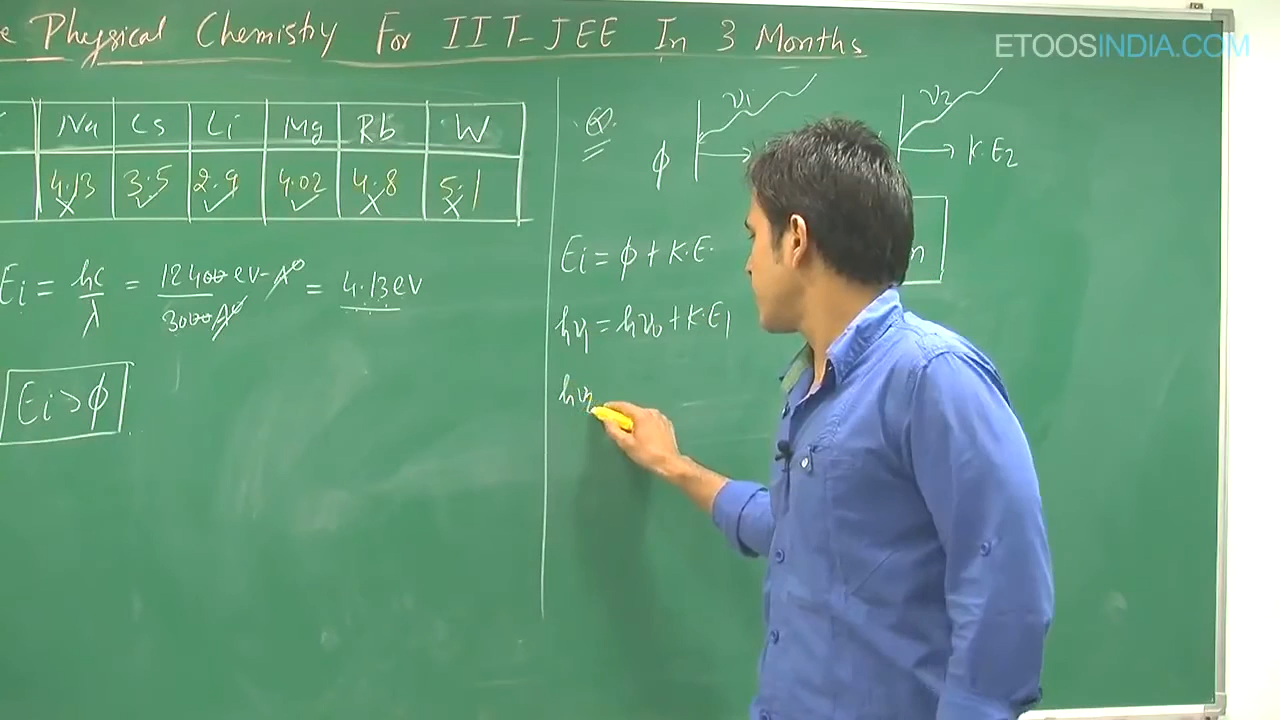 Physical Chemistry For IIT-JEE In 3 Months
ETOOSINDIA.COM
Na Cs Li Mg Rb W
4.13 3.5 2.9 4.02 4.8 5.1
Ei = hc/λ = 12400 eV-A°/3000A° = 4.13 eV
Ei > φ
Q.
ν1
ν2
φ
K.E2
n
Ei = φ + K.E.
hν1 = hν0 + K.E1
hν2